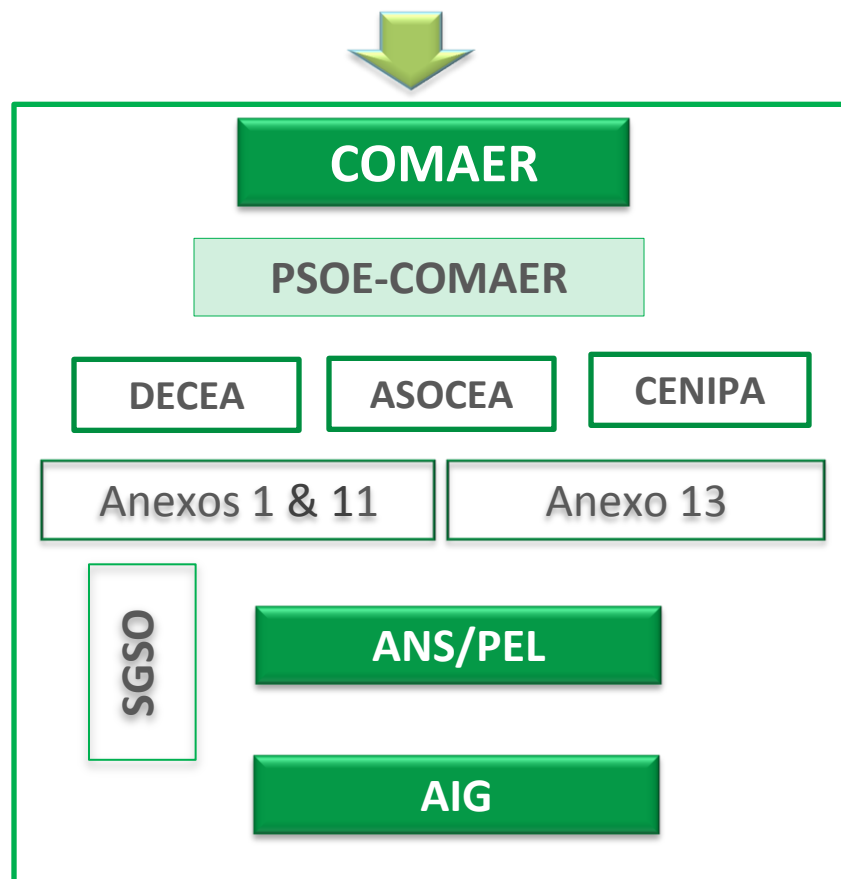 COMAER
PSOE-COMAER
DECEA
ASOCEA
CENIPA
Anexos 1 & 11
Anexo 13
SGSO
ANS/PEL
AIG